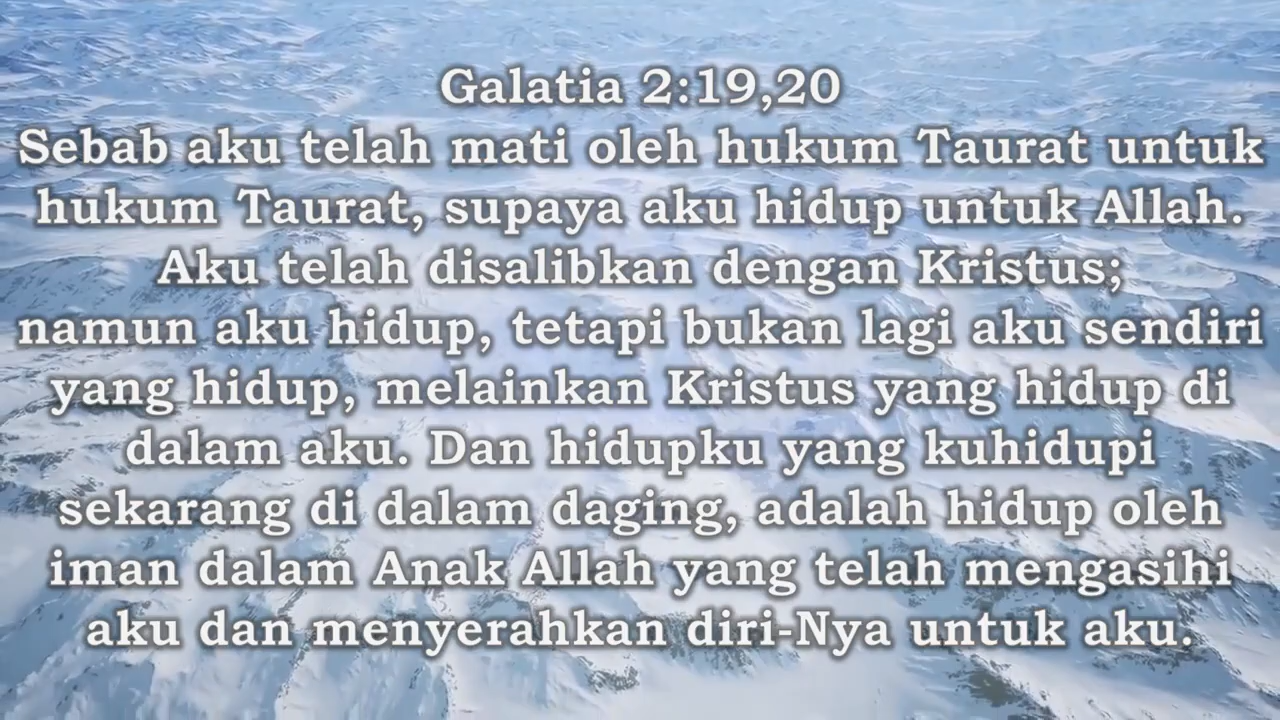 Galatia 2:19,20
Sebab aku telah mati oleh hukum Taurat untuk
hukum Taurat, supaya aku hidup untuk Allah.
Aku telah disalibkan dengan Kristus;
namun aku hidup, tetapi bukan lagi aku sendiri
yang hidup, melainkan Kristus yang hidup di
dalam aku. Dan hidupku yang kuhidupi
sekarang di dalam daging, adalah hidup oleh
iman dalam Anak Allah yang telah mengasihi
aku dan menyerahkan diri-Nya untuk aku.